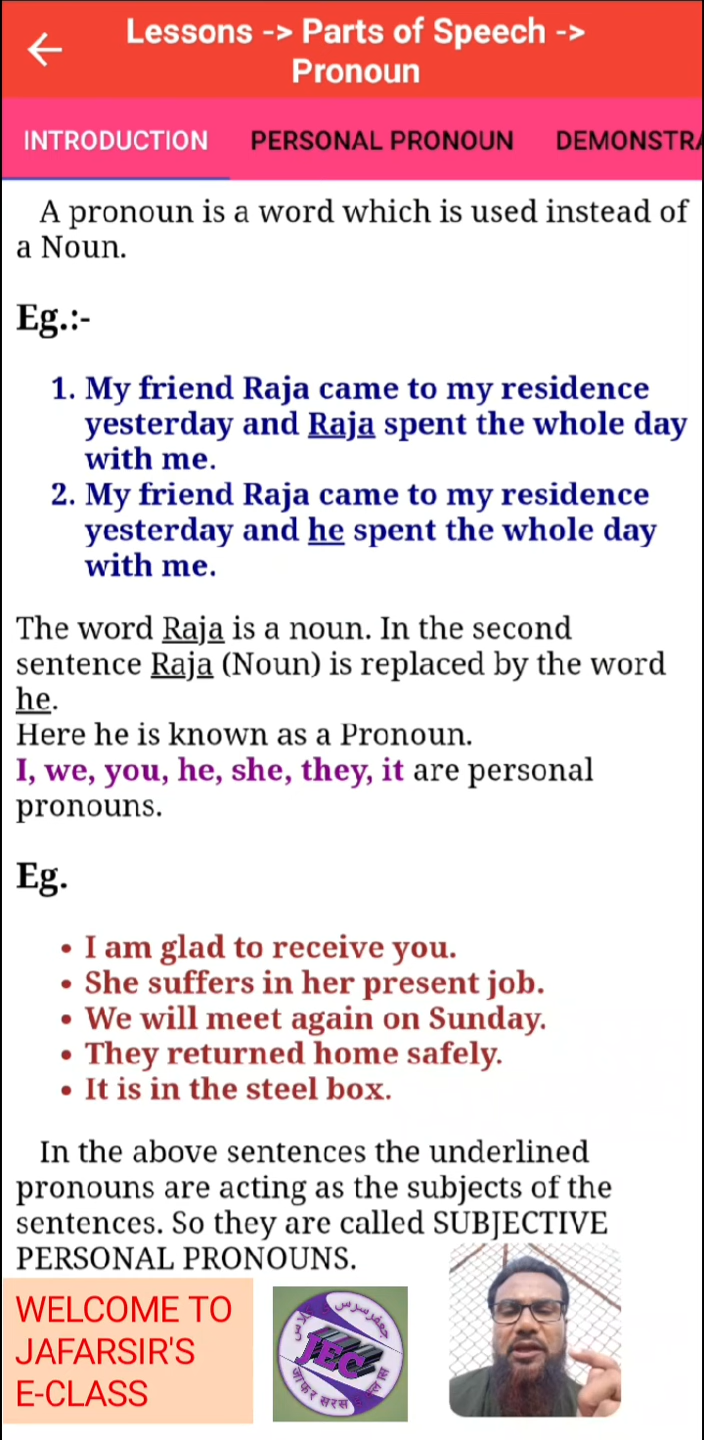 Lessons -> Parts of Speech ->
Pronoun
INTRODUCTION PERSONAL PRONOUN DEMONSTRA
A pronoun is a word which is used instead of
a Noun.
Eg.:-
1. My friend Raja came to my residence
yesterday and Raja spent the whole day
with me.
2. My friend Raja came to my residence
yesterday and he spent the whole day
with me.
The word Raja is a noun. In the second
sentence Raja (Noun) is replaced by the word
he.
Here he is known as a Pronoun.
I, we, you, he, she, they, it are personal
pronouns.
Eg.
• I am glad to receive you.
• She suffers in her present job.
• We will meet again on Sunday.
• They returned home safely.
• It is in the steel box.
In the above sentences the underlined
pronouns are acting as the subjects of the
sentences. So they are called SUBJECTIVE
PERSONAL PRONOUNS.
WELCOME TO
JAFARSIR'S
E-CLASS
JEC